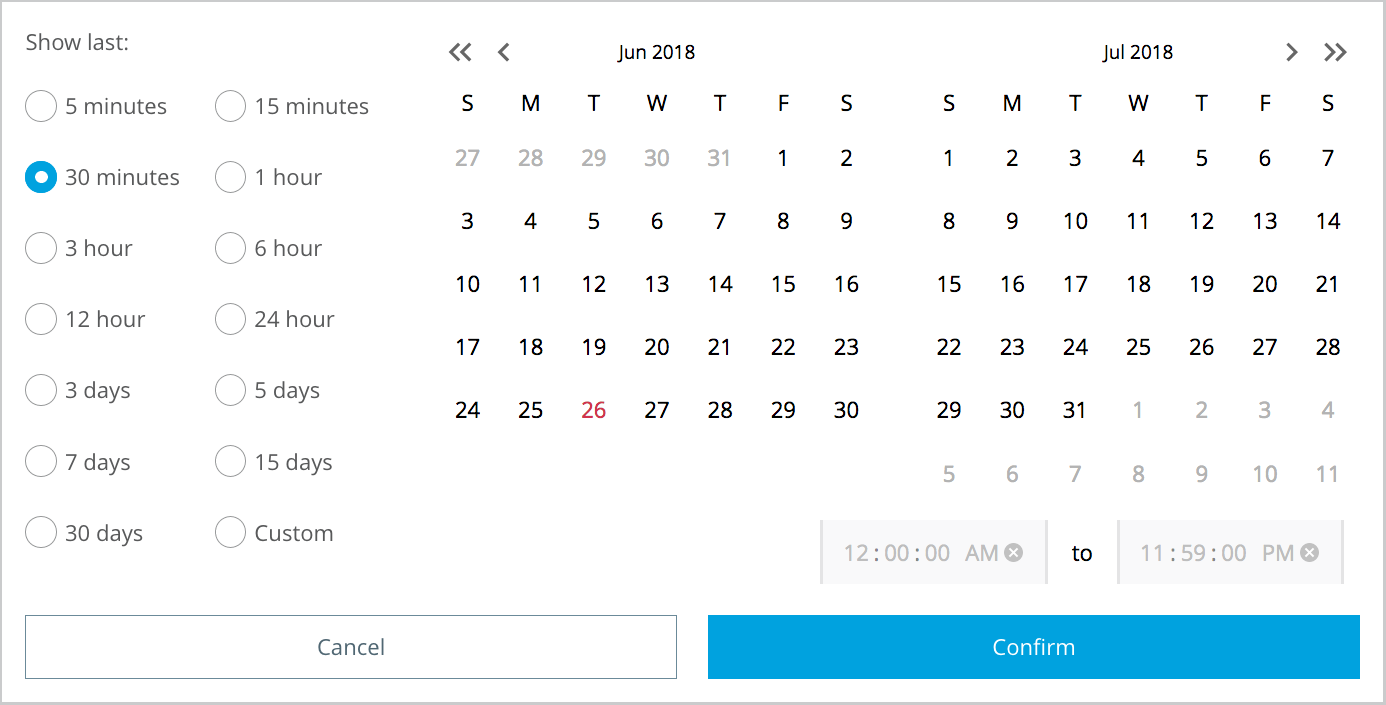 Show last:
5 minutes 15 minutes
30 minutes 1 hour
3 hour 6 hour
12 hour 24 hour
3 days 5 days
7 days 15 days
30 days Custom
Jun 2018
S M T W T F S
27 28 29 30 31 1 2
3 4 5 6 7 8 9
10 11 12 13 14 15 16
17 18 19 20 21 22 23
24 25 26 27 28 29 30
Jul 2018
S M T W T F S
1 2 3 4 5 6 7
8 9 10 11 12 13 14
15 16 17 18 19 20 21
22 23 24 25 26 27 28
29 30 31 1 2 3 4
5 6 7 8 9 10 11
12:00:00 AM to 11:59:00 PM
Cancel
Confirm